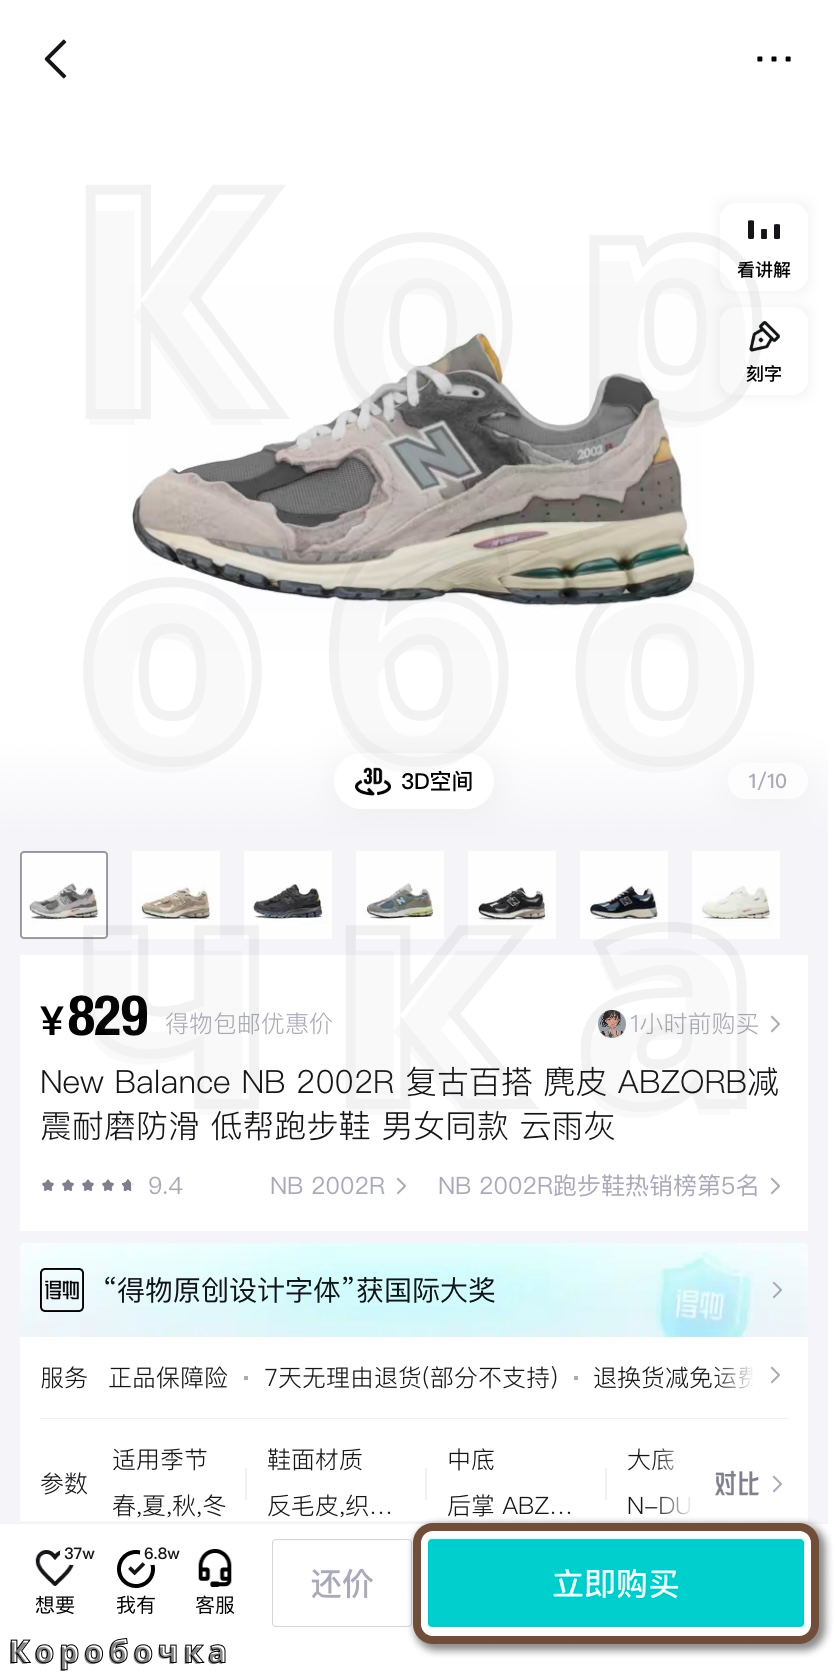 Коробочка
看讲解
刻字
N
2002R
3D 3D空间
1/10
¥829 得物包邮优惠价 1小时前购买
New Balance NB 2002R 复古百搭 麂皮 ABZORB减
震耐磨防滑 低帮跑步鞋 男女同款 云雨灰
9.4 NB 2002R NB 2002R跑步鞋热销榜第5名
得物 “得物原创设计字体”获国际大奖 得物
服务 正品保障险 · 7天无理由退货(部分不支持) · 退换货减免运费
参数 适用季节 鞋面材质 中底 大底 对比
春,夏,秋,冬 反毛皮,织... 后掌 ABZ... N-DU
37w 6.8w
想要 我有 客服 还价 立即购买
Коробочка